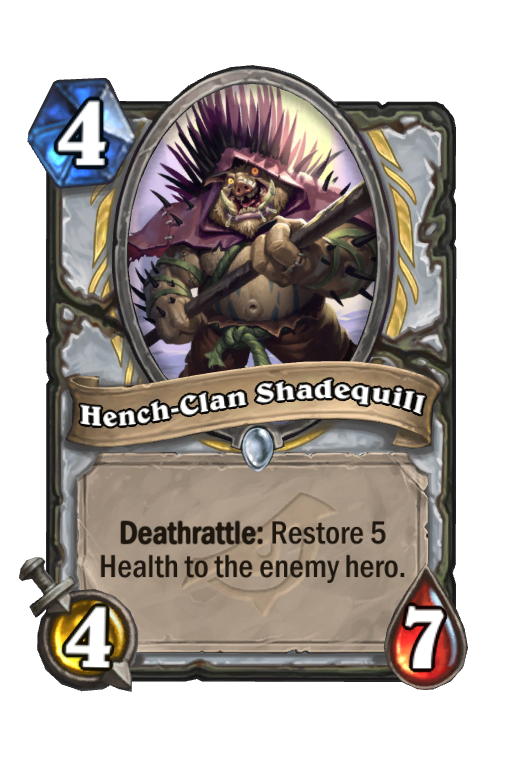 4
Hench-Clan Shadequill
Deathrattle: Restore 5
Health to the enemy hero.
4
7